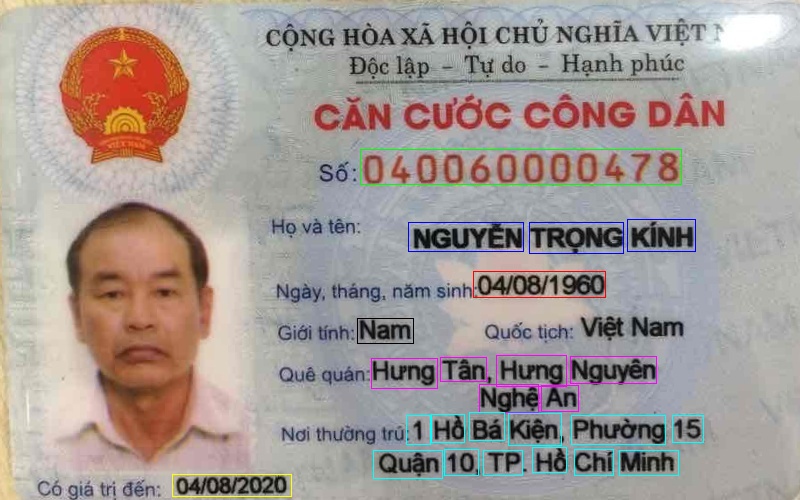 CỘNG HÒA XÃ HỘI CHỦ NGHĨA VIỆT
Độc lập - Tự do - Hạnh phúc
CĂN CƯỚC CÔNG DÂN
Số: 040060000478
Họ và tên: NGUYỄN TRỌNG KÍNH
Ngày, tháng, năm sinh: 04/08/1960
Giới tính: Nam Quốc tịch: Việt Nam
Quê quán: Hưng Tân, Hưng Nguyên
Nghệ An
Nơi thường trú: 1 Hồ Bá Kiện, Phường 15
Quận 10, TP. Hồ Chí Minh
Có giá trị đến: 04/08/2020
VIỆT NAM